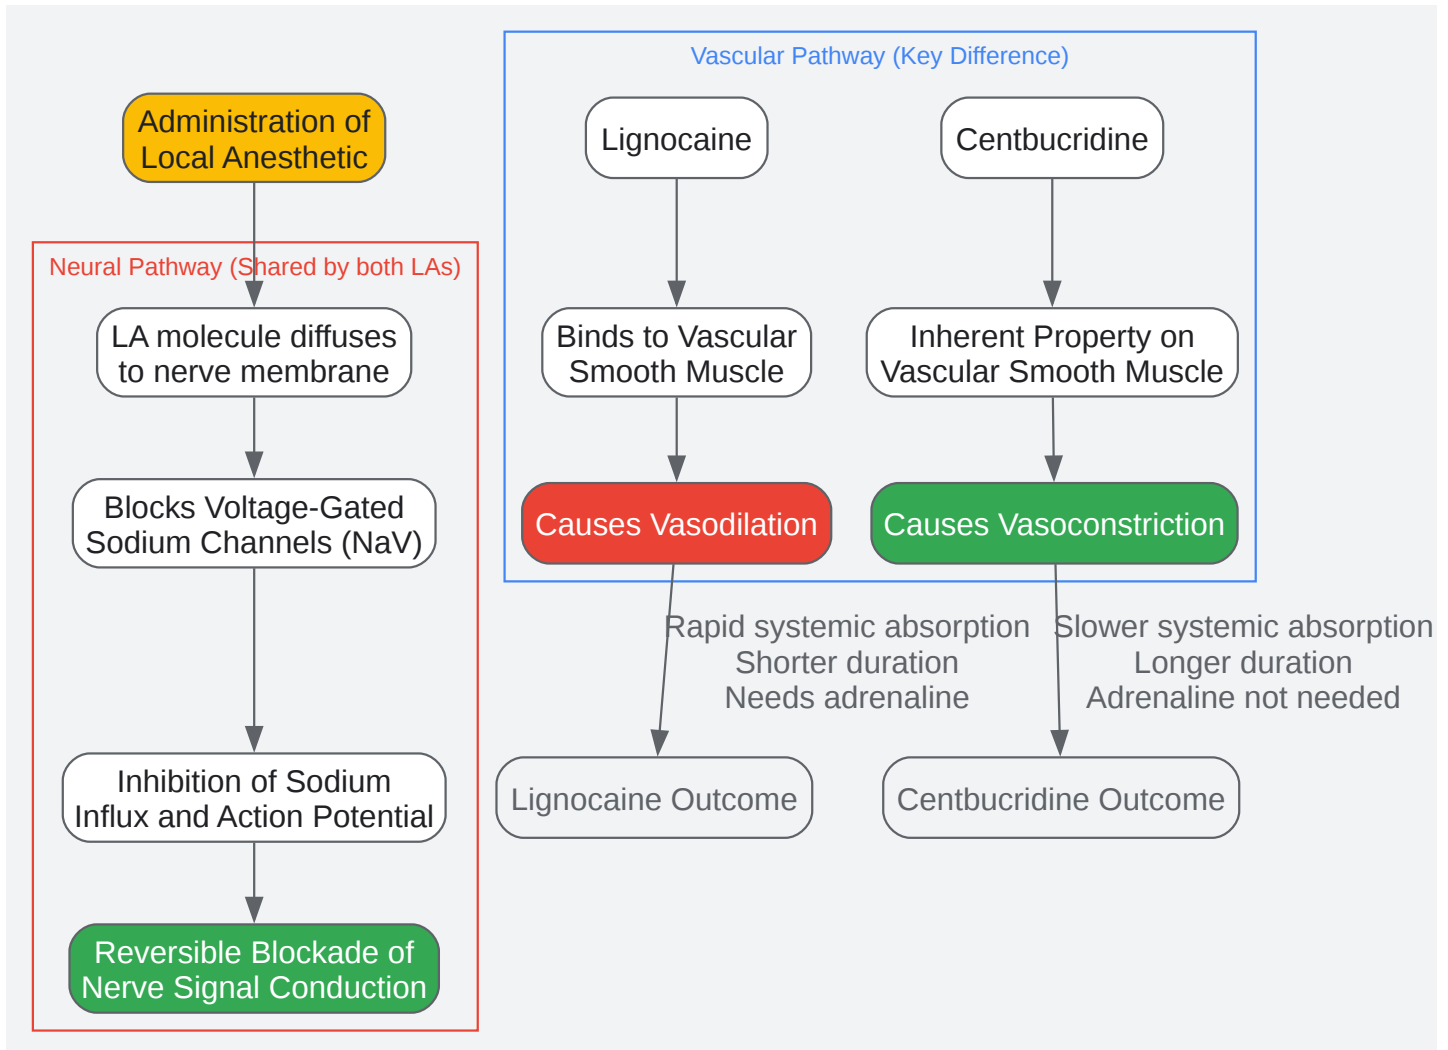 Administration of
Local Anesthetic
Neural Pathway (Shared by both LAs)
LA molecule diffuses
to nerve membrane
Blocks Voltage-Gated
Sodium Channels (NaV)
Inhibition of Sodium
Influx and Action Potential
Reversible Blockade of
Nerve Signal Conduction
Vascular Pathway (Key Difference)
Lignocaine
Binds to Vascular
Smooth Muscle
Causes Vasodilation
Rapid systemic absorption
Shorter duration
Needs adrenaline
Lignocaine Outcome
Centbucridine
Inherent Property on
Vascular Smooth Muscle
Causes Vasoconstriction
Slower systemic absorption
Longer duration
Adrenaline not needed
Centbucridine Outcome